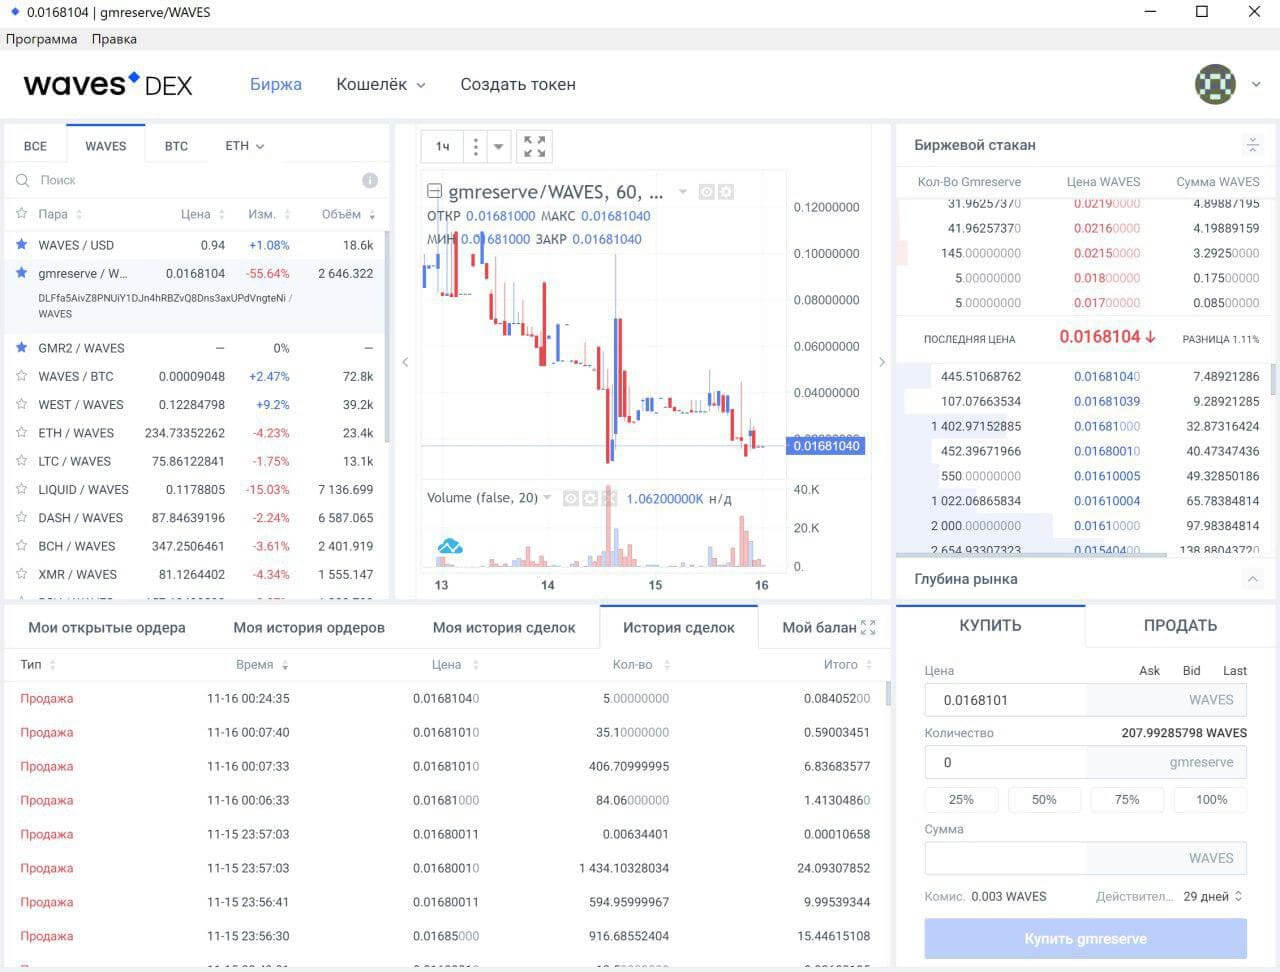 0.0168104 | gmreserve/WAVES
Программа Правка
waves DEX Биржа Кошелёк Создать токен
ВСЕ WAVES BTC ETH
Поиск
Пара Цена Изм. Объём
WAVES / USD 0.94 +1.08% 18.6k
gmreserve / W... 0.0168104 -55.64% 2 646.322
DLFfa5AivZ8PNUiY1DJn4hRBZvQ8Dns3axUPdVngteNi /
WAVES
GMR2 / WAVES — 0% —
WAVES / BTC 0.00009048 +2.47% 72.8k
WEST / WAVES 0.12284798 +9.2% 39.2k
ETH / WAVES 234.73352262 -4.23% 23.4k
LTC / WAVES 75.86122841 -1.75% 13.1k
LIQUID / WAVES 0.1178805 -15.03% 7 136.699
DASH / WAVES 87.84639196 -2.24% 6 587.065
BCH / WAVES 347.2506461 -3.61% 2 401.919
XMR / WAVES 81.1264402 -4.34% 1 555.147
1ч
gmreserve/WAVES, 60, ...
ОТКР 0.01681000 МАКС 0.01681040
МИН 0.01681000 ЗАКР 0.01681040
0.12000000
0.10000000
0.08000000
0.06000000
0.04000000
0.01681040
Volume (false, 20) 1.06200000K н/д
40.K
20.K
0.
13 14 15 16
Биржевой стакан
Кол-Во Gmreserve Цена WAVES Сумма WAVES
31.96257370 0.02190000 4.89887195
41.96257370 0.02160000 4.19889159
145.00000000 0.02150000 3.29250000
5.00000000 0.01800000 0.17500000
5.00000000 0.01700000 0.08500000
ПОСЛЕДНЯЯ ЦЕНА 0.0168104 РАЗНИЦА 1.11%
445.51068762 0.01681040 7.48921286
107.07663534 0.01681039 9.28921285
1 402.97152885 0.01681000 32.87316424
452.39671966 0.01680010 40.47347436
550.00000000 0.01610005 49.32850186
1 022.06865834 0.01610004 65.78384814
2 000.00000000 0.01610000 97.98384814
2 654.93307323 0.01540400 138.88043720
Глубина рынка
Мои открытые ордера Моя история ордеров Моя история сделок История сделок Мой балан
Тип Время Цена Кол-во Итого
Продажа 11-16 00:24:35 0.01681040 5.00000000 0.08405200
Продажа 11-16 00:07:40 0.01681010 35.10000000 0.59003451
Продажа 11-16 00:07:33 0.01681010 406.70999995 6.83683577
Продажа 11-16 00:06:33 0.01681000 84.06000000 1.41304860
Продажа 11-15 23:57:03 0.01680011 0.00634401 0.00010658
Продажа 11-15 23:57:03 0.01680010 1 434.10328034 24.09307852
Продажа 11-15 23:56:41 0.01680011 594.95999967 9.99539344
Продажа 11-15 23:56:30 0.01685000 916.68552404 15.44615108
КУПИТЬ ПРОДАТЬ
Цена Ask Bid Last
0.0168101 WAVES
Количество 207.99285798 WAVES
0 gmreserve
25% 50% 75% 100%
Сумма
WAVES
Комис. 0.003 WAVES Действител... 29 дней
Купить gmreserve